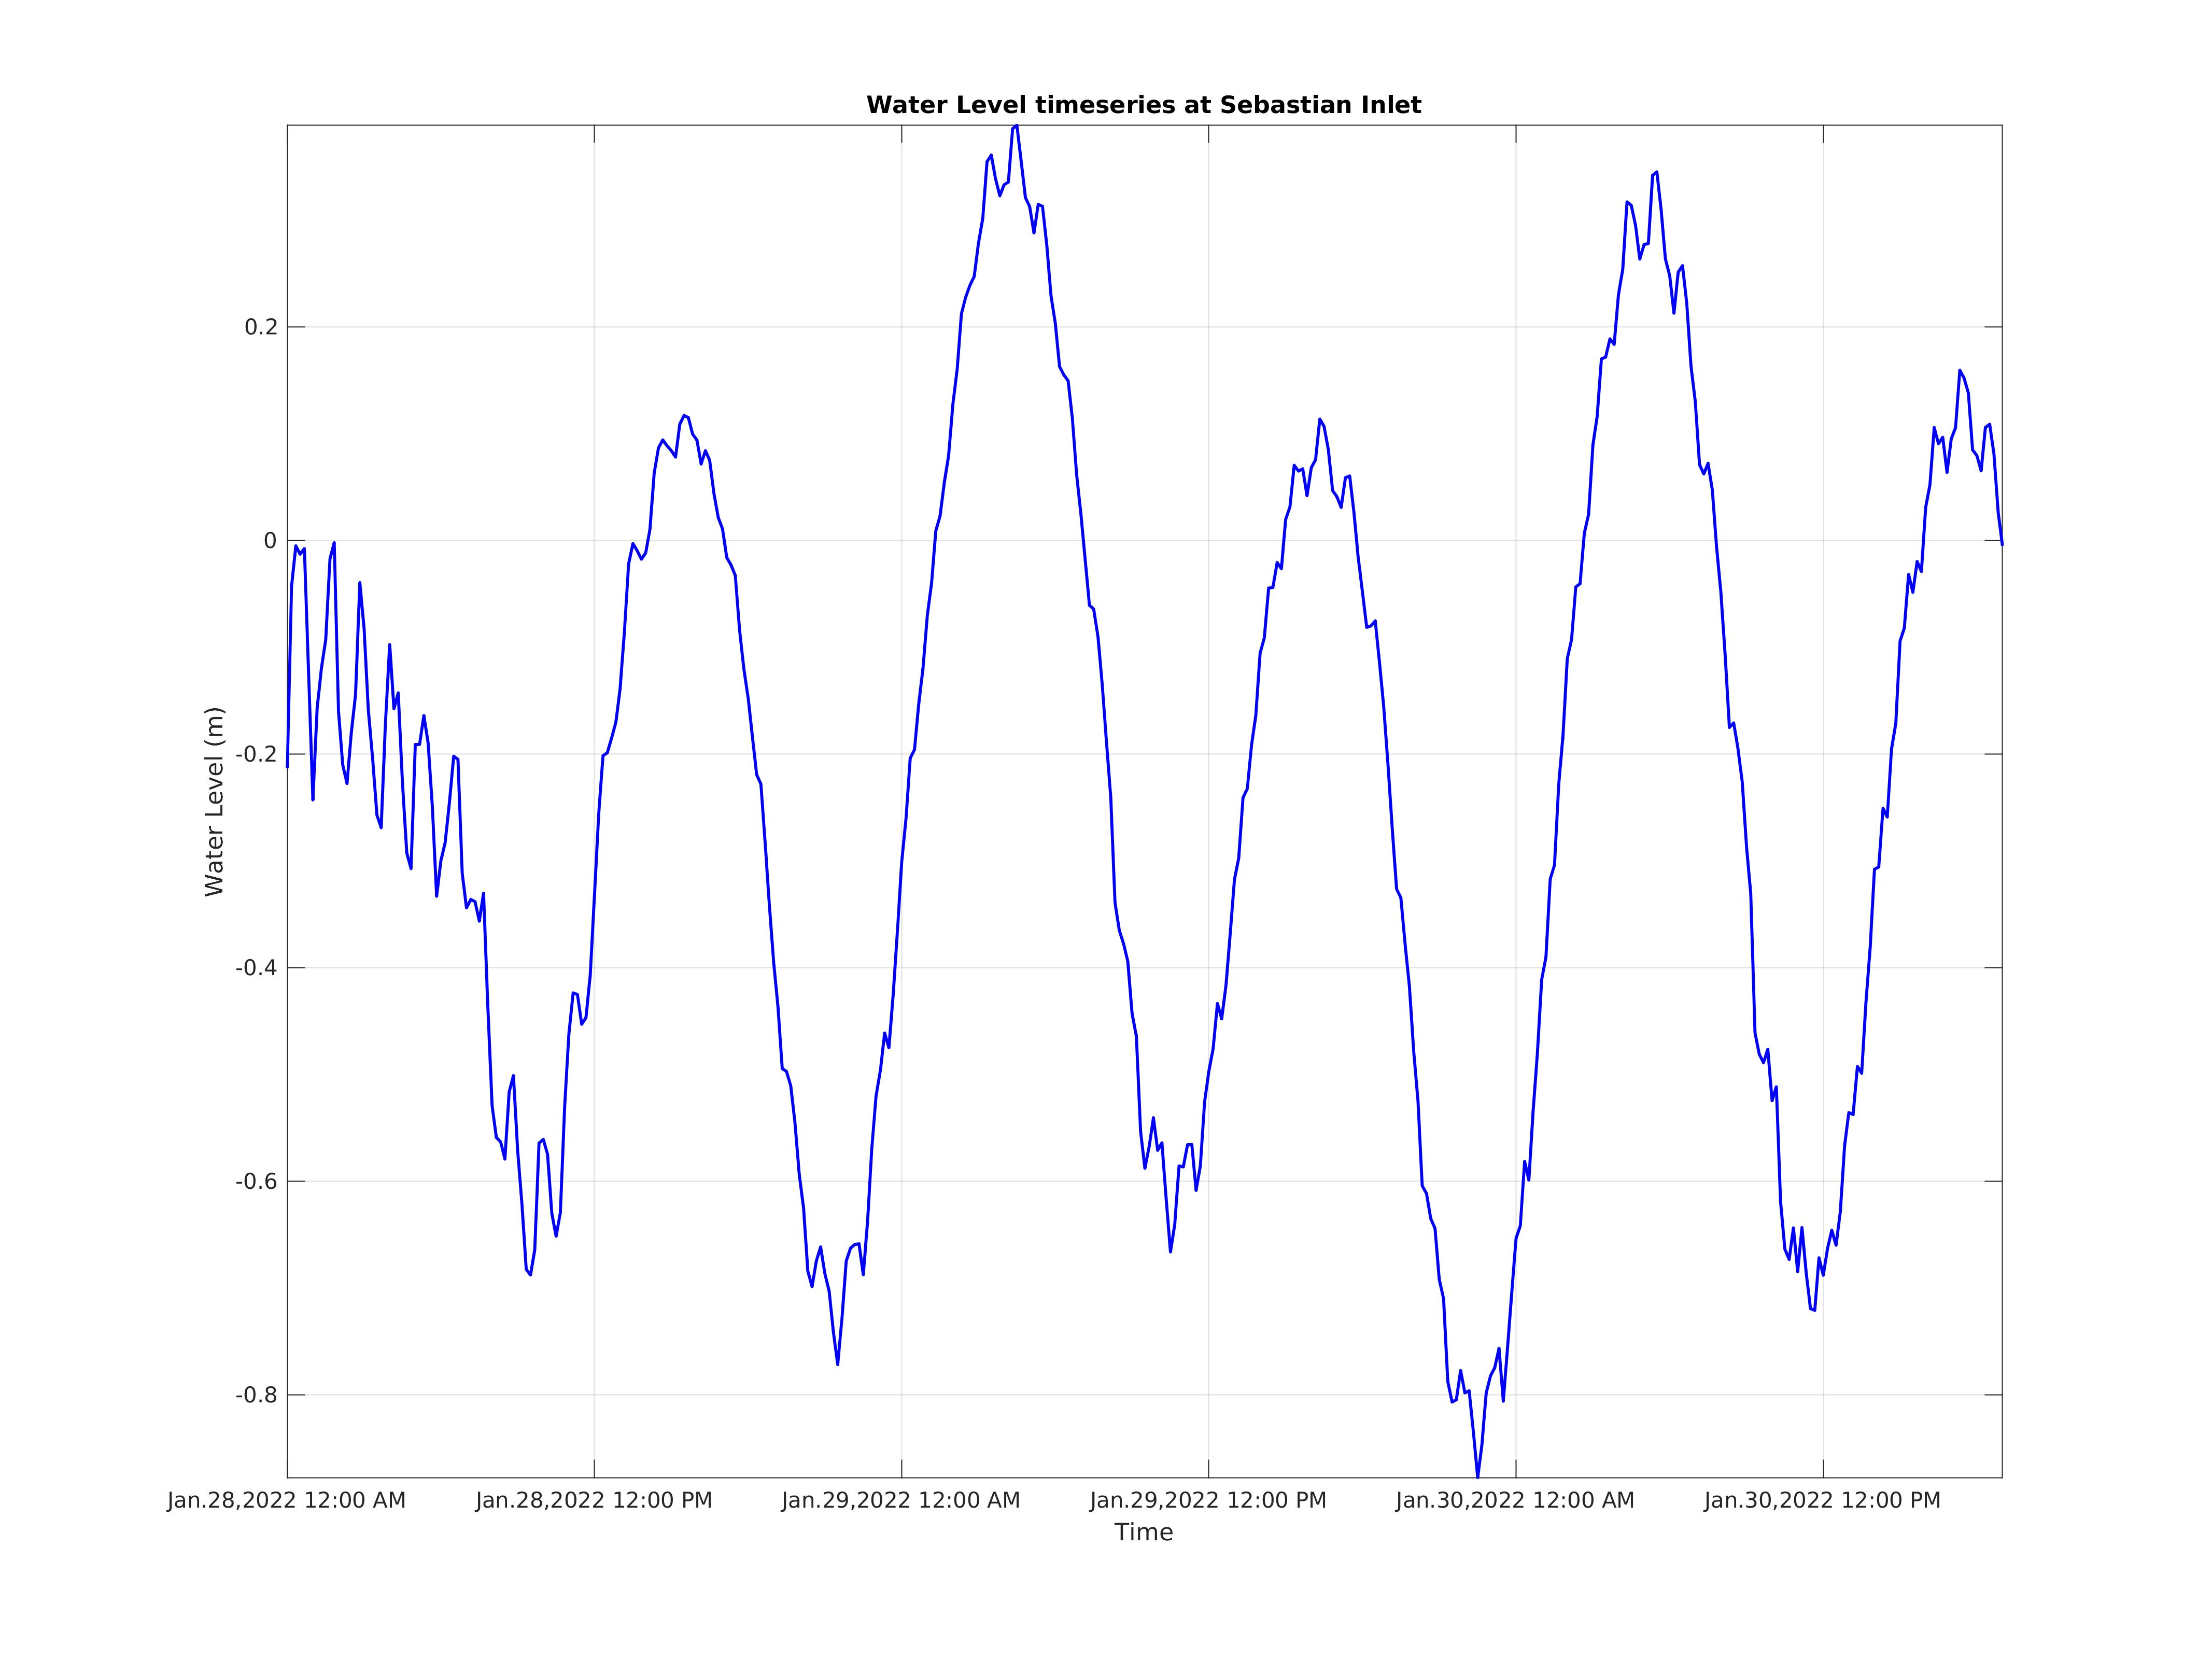 Water Level timeseries at Sebastian Inlet
0.2
0
-0.2
-0.4
-0.6
-0.8
Water Level (m)
Jan.28,2022 12:00 AM
Jan.28,2022 12:00 PM
Jan.29,2022 12:00 AM
Jan.29,2022 12:00 PM
Jan.30,2022 12:00 AM
Jan.30,2022 12:00 PM
Time